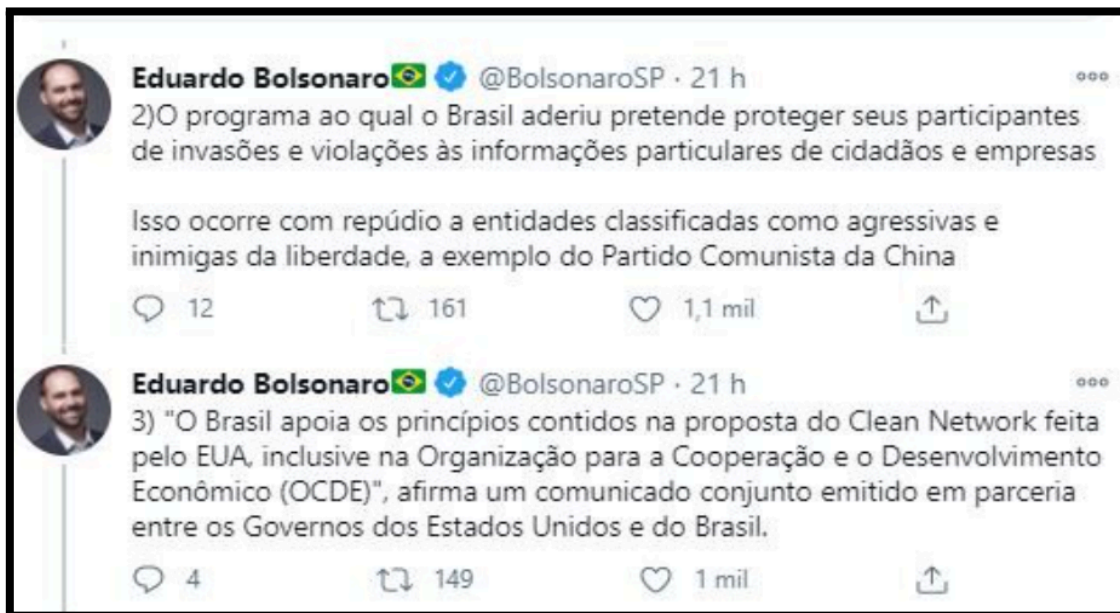 Eduardo Bolsonaro🇧🇷 @BolsonaroSP · 21 h
2)O programa ao qual o Brasil aderiu pretende proteger seus participantes
de invasões e violações às informações particulares de cidadãos e empresas
Isso ocorre com repúdio a entidades classificadas como agressivas e
inimigas da liberdade, a exemplo do Partido Comunista da China
12 161 1,1 mil
Eduardo Bolsonaro🇧🇷 @BolsonaroSP · 21 h
3) "O Brasil apoia os princípios contidos na proposta do Clean Network feita
pelo EUA, inclusive na Organização para a Cooperação e o Desenvolvimento
Econômico (OCDE)", afirma um comunicado conjunto emitido em parceria
entre os Governos dos Estados Unidos e do Brasil.
4 149 1 mil